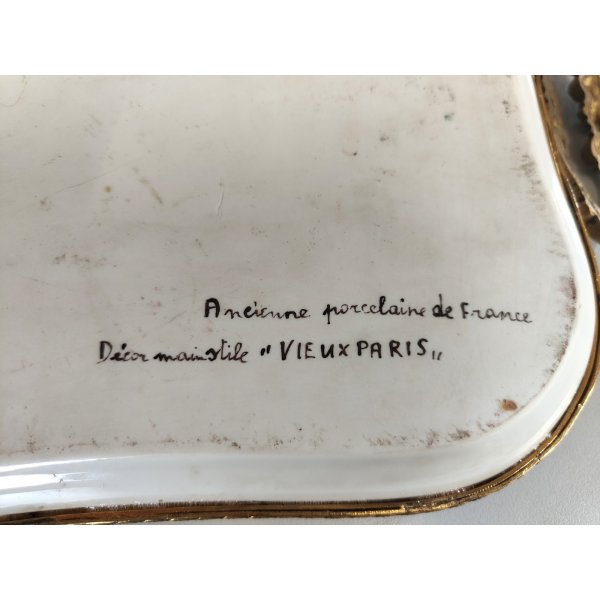 Ancienne porcelaine de France
Décor main stile "VIEUX PARIS"